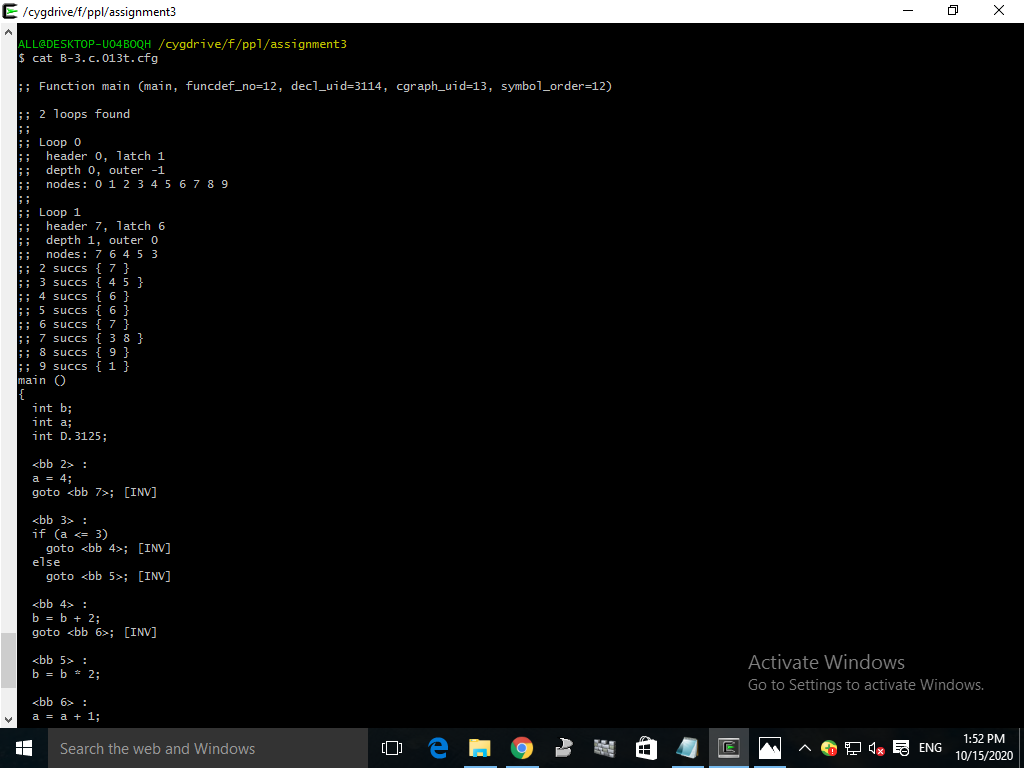 /cygdrive/f/ppl/assignment3
ALL@DESKTOP-UO4BOQH /cygdrive/f/ppl/assignment3
$ cat B-3.c.013t.cfg
;; Function main (main, funcdef_no=12, decl_uid=3114, cgraph_uid=13, symbol_order=12)
;; 2 loops found
;;
;; Loop 0
;;  header 0, latch 1
;;  depth 0, outer -1
;;  nodes: 0 1 2 3 4 5 6 7 8 9
;;
;; Loop 1
;;  header 7, latch 6
;;  depth 1, outer 0
;;  nodes: 7 6 4 5 3
;; 2 succs { 7 }
;; 3 succs { 4 5 }
;; 4 succs { 6 }
;; 5 succs { 6 }
;; 6 succs { 7 }
;; 7 succs { 3 8 }
;; 8 succs { 9 }
;; 9 succs { 1 }
main ()
{
  int b;
  int a;
  int D.3125;
  <bb 2> :
  a = 4;
  goto <bb 7>; [INV]
  <bb 3> :
  if (a <= 3)
    goto <bb 4>; [INV]
  else
    goto <bb 5>; [INV]
  <bb 4> :
  b = b + 2;
  goto <bb 6>; [INV]
  <bb 5> :
  b = b * 2;
  <bb 6> :
  a = a + 1;
Activate Windows
Go to Settings to activate Windows.
Search the web and Windows
ENG
1:52 PM
10/15/2020